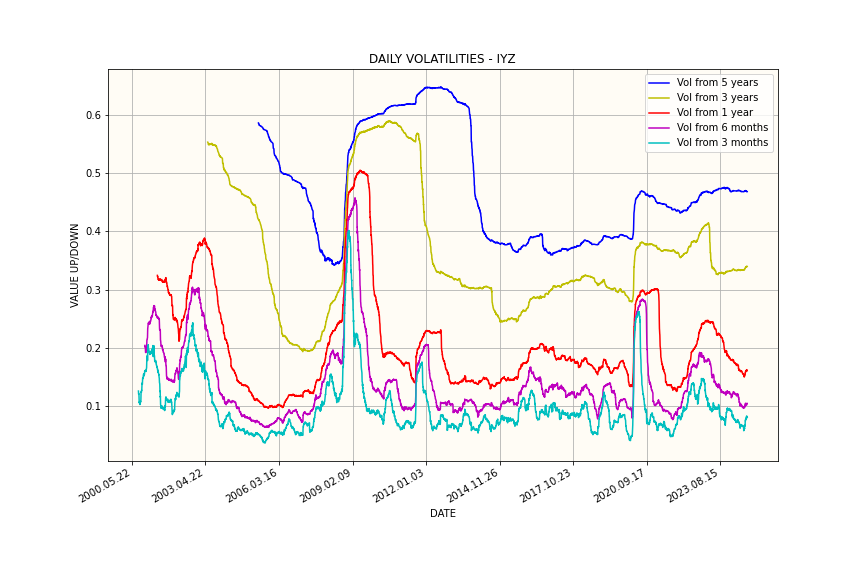 DAILY VOLATILITIES - IYZ
Vol from 5 years
Vol from 3 years
Vol from 1 year
Vol from 6 months
Vol from 3 months
VALUE UP/DOWN
0.6
0.5
0.4
0.3
0.2
0.1
2000.05.22
2003.04.22
2006.03.16
2009.02.09
2012.01.03
2014.11.26
2017.10.23
2020.09.17
2023.08.15
DATE